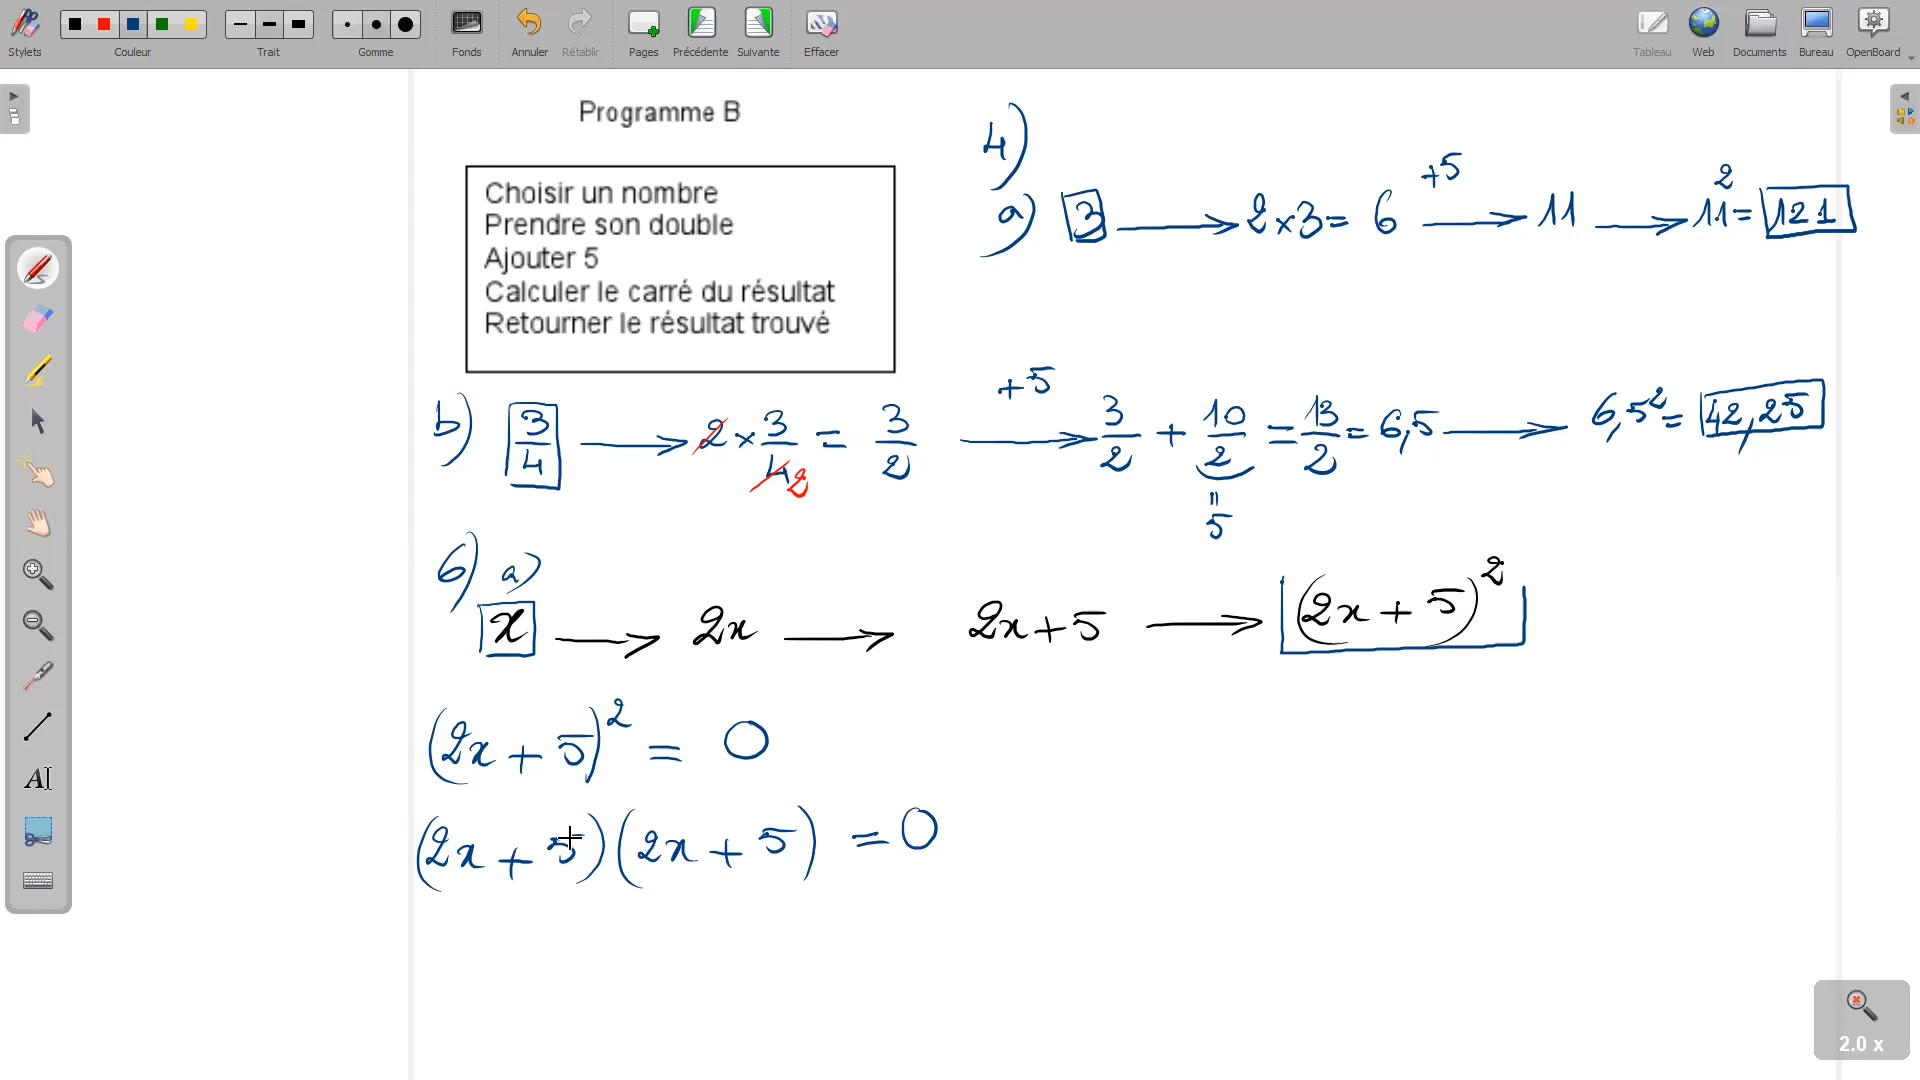 Stylets Couleur Trait Gomme Fonds Annuler Rétablir Pages Précédente Suivante Effacer Tableau Web Documents Bureau OpenBoard
Programme B
Choisir un nombre
Prendre son double
Ajouter 5
Calculer le carré du résultat
Retourner le résultat trouvé
4)
a) 3 → 2×3= 6 +5 → 11 → 11²= 121
b) 3/4 → 2 × 3/4 2 = 3/2 +5 → 3/2 + 10/2 = 13/2 = 6,5 → 6,5² = 42,25
=
5
6) a)
x → 2x → 2x+5 → (2x + 5)²
(2x + 5)² = 0
(2x + 5)(2x + 5) = 0
2.0 x